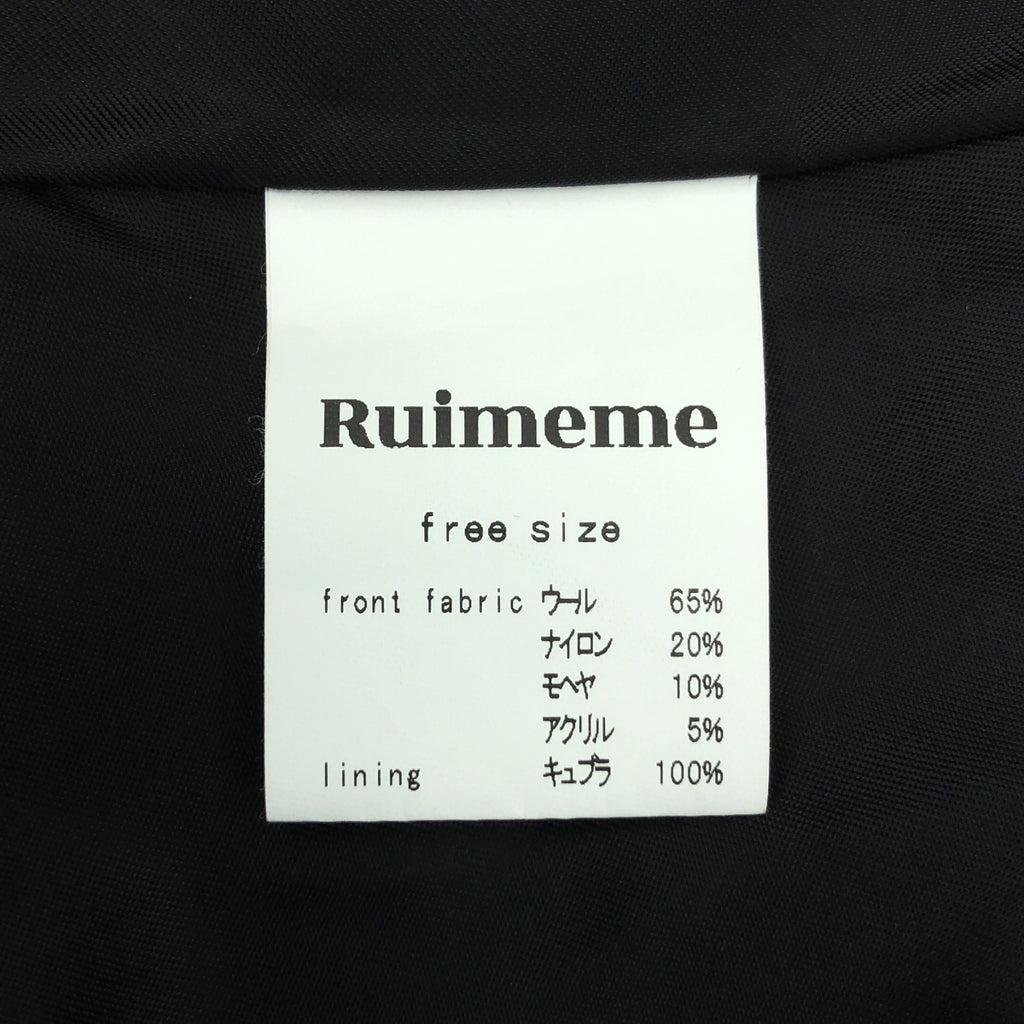 Ruimeme
free size
front fabric ウール 65%
ナイロン 20%
モヘヤ 10%
アクリル 5%
lining キュプラ 100%